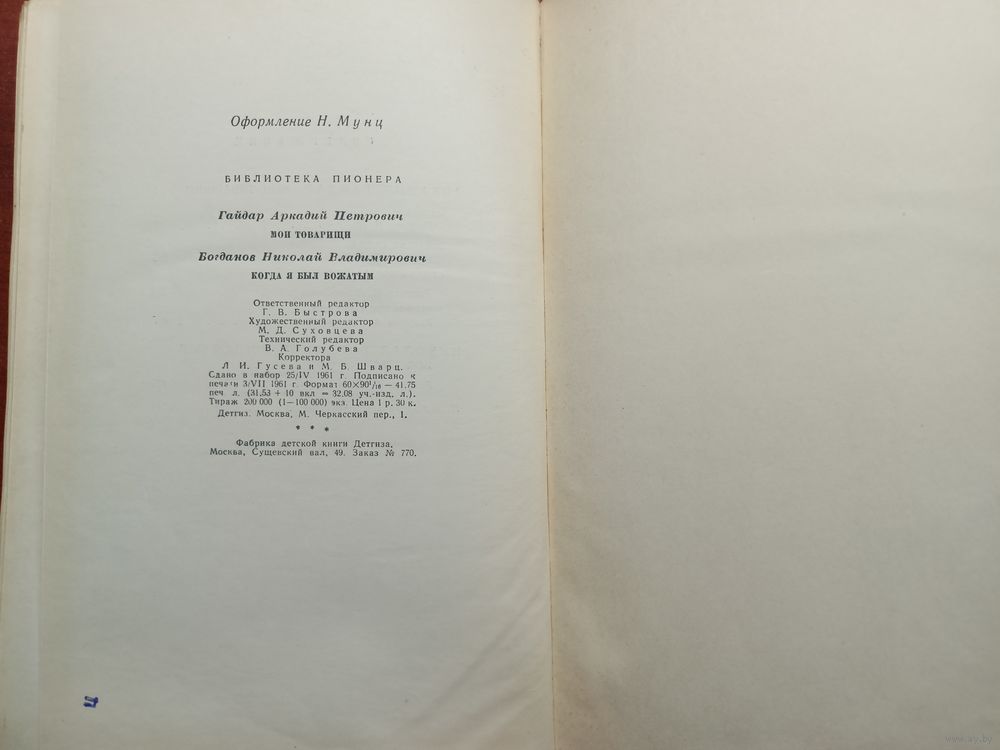 Оформление Н. Мунц
БИБЛИОТЕКА ПИОНЕРА
Гайдар Аркадий Петрович
МОИ ТОВАРИЩИ
Богданов Николай Владимирович
КОГДА Я БЫЛ ВОЖАТЫМ
Ответственный редактор
Г. В. Быстрова
Художественный редактор
М. Д. Суховцева
Технический редактор
В. А. Голубева
Корректора
Л. И. Гусева и М. Б. Шварц.
Сдано в набор 25/IV 1961 г. Подписано к
печати 3/VII 1961 г. Формат 60×90¹/₁₆ — 41,75
печ. л. (31,53 + 10 вкл = 32,08 уч.-изд. л.).
Тираж 200 000 (1—100 000) экз. Цена 1 р. 30 к.
Детгиз. Москва, М. Черкасский пер., 1.
* * *
Фабрика детской книги Детгиза,
Москва, Сущевский вал, 49. Заказ № 770.
www.ay.by